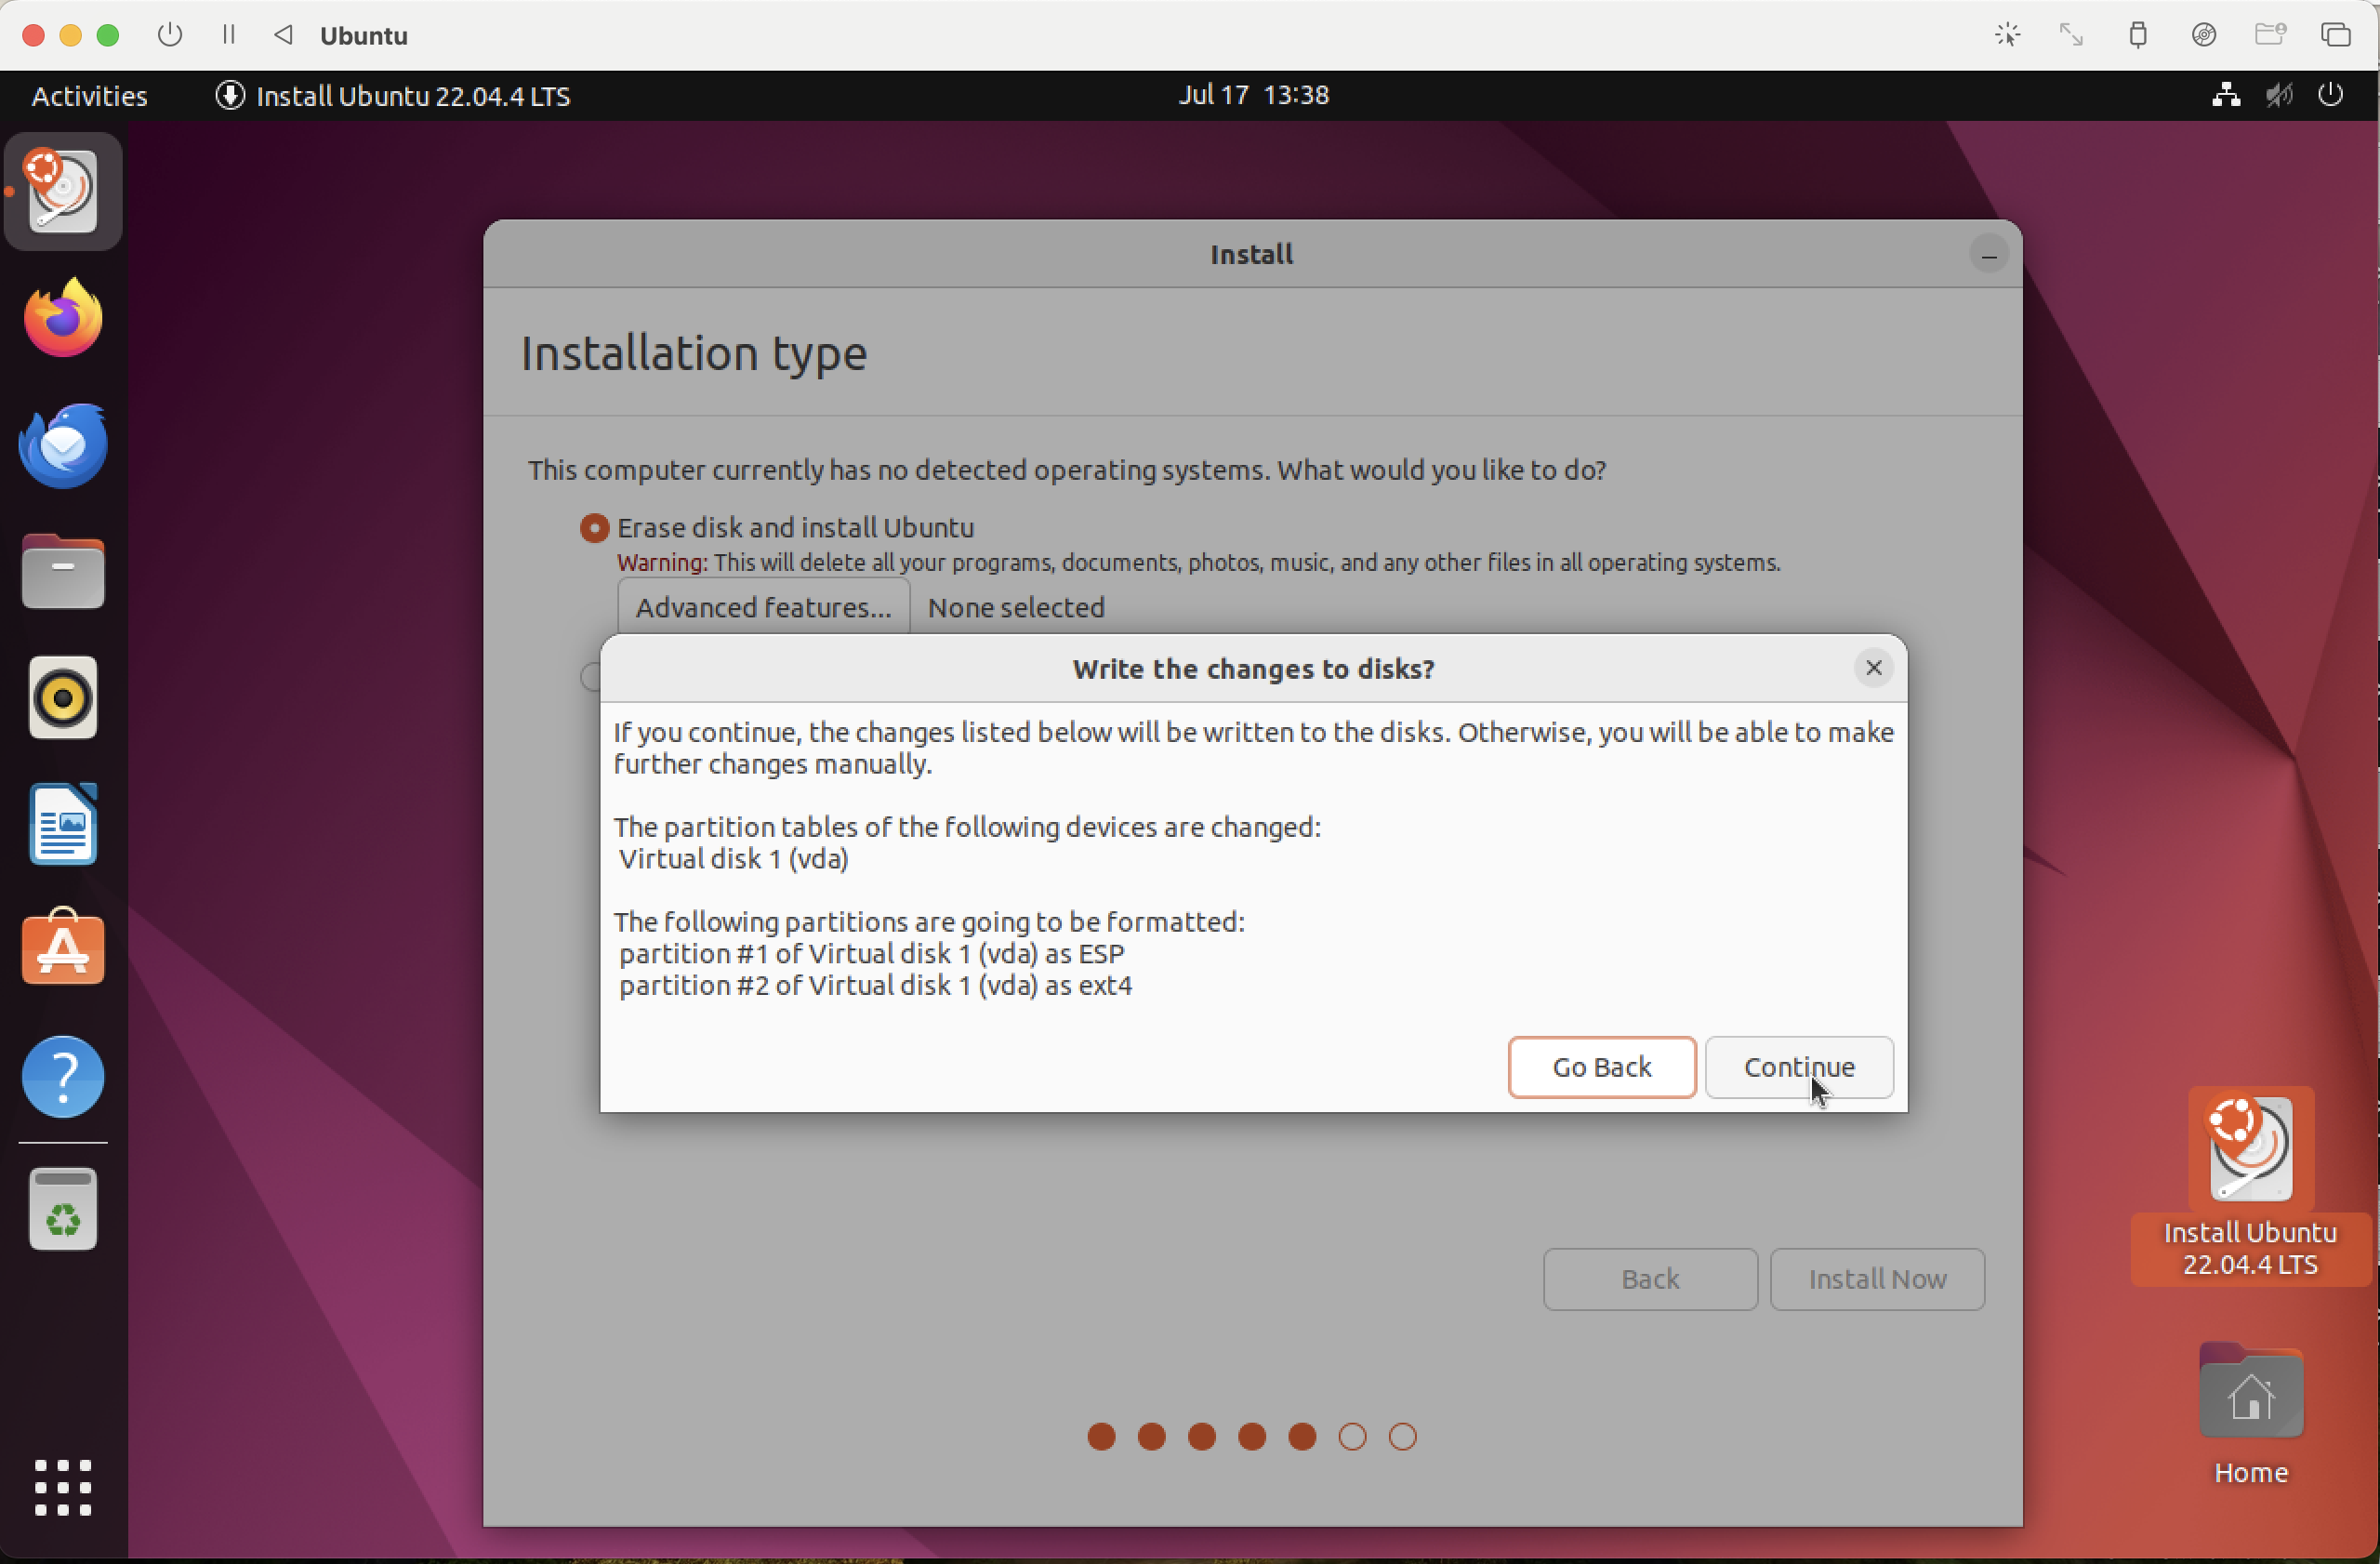 Ubuntu
Activities
Install Ubuntu 22.04.4 LTS
Jul 17 13:38
Install
Installation type
This computer currently has no detected operating systems. What would you like to do?
Erase disk and install Ubuntu
Warning: This will delete all your programs, documents, photos, music, and any other files in all operating systems.
Advanced features...
None selected
Write the changes to disks?
If you continue, the changes listed below will be written to the disks. Otherwise, you will be able to make
further changes manually.
The partition tables of the following devices are changed:
Virtual disk 1 (vda)
The following partitions are going to be formatted:
partition #1 of Virtual disk 1 (vda) as ESP
partition #2 of Virtual disk 1 (vda) as ext4
Go Back
Continue
Back
Install Now
Install Ubuntu
22.04.4 LTS
Home